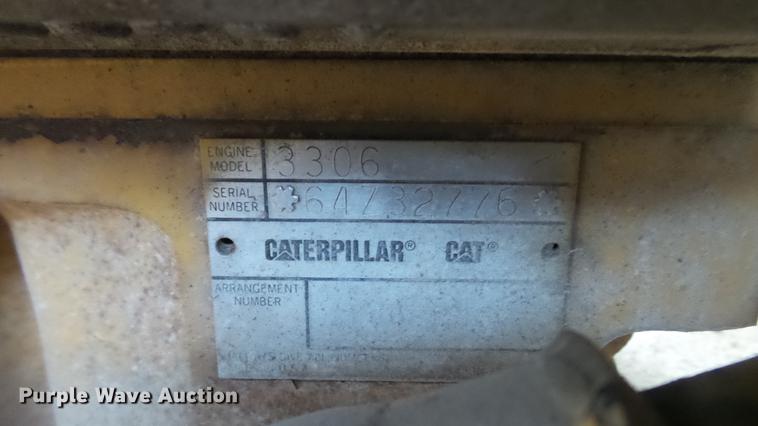 ENGINE MODEL 3306
SERIAL NUMBER *64Z32776*
CATERPILLAR® CAT®
ARRANGEMENT NUMBER
Purple Wave Auction